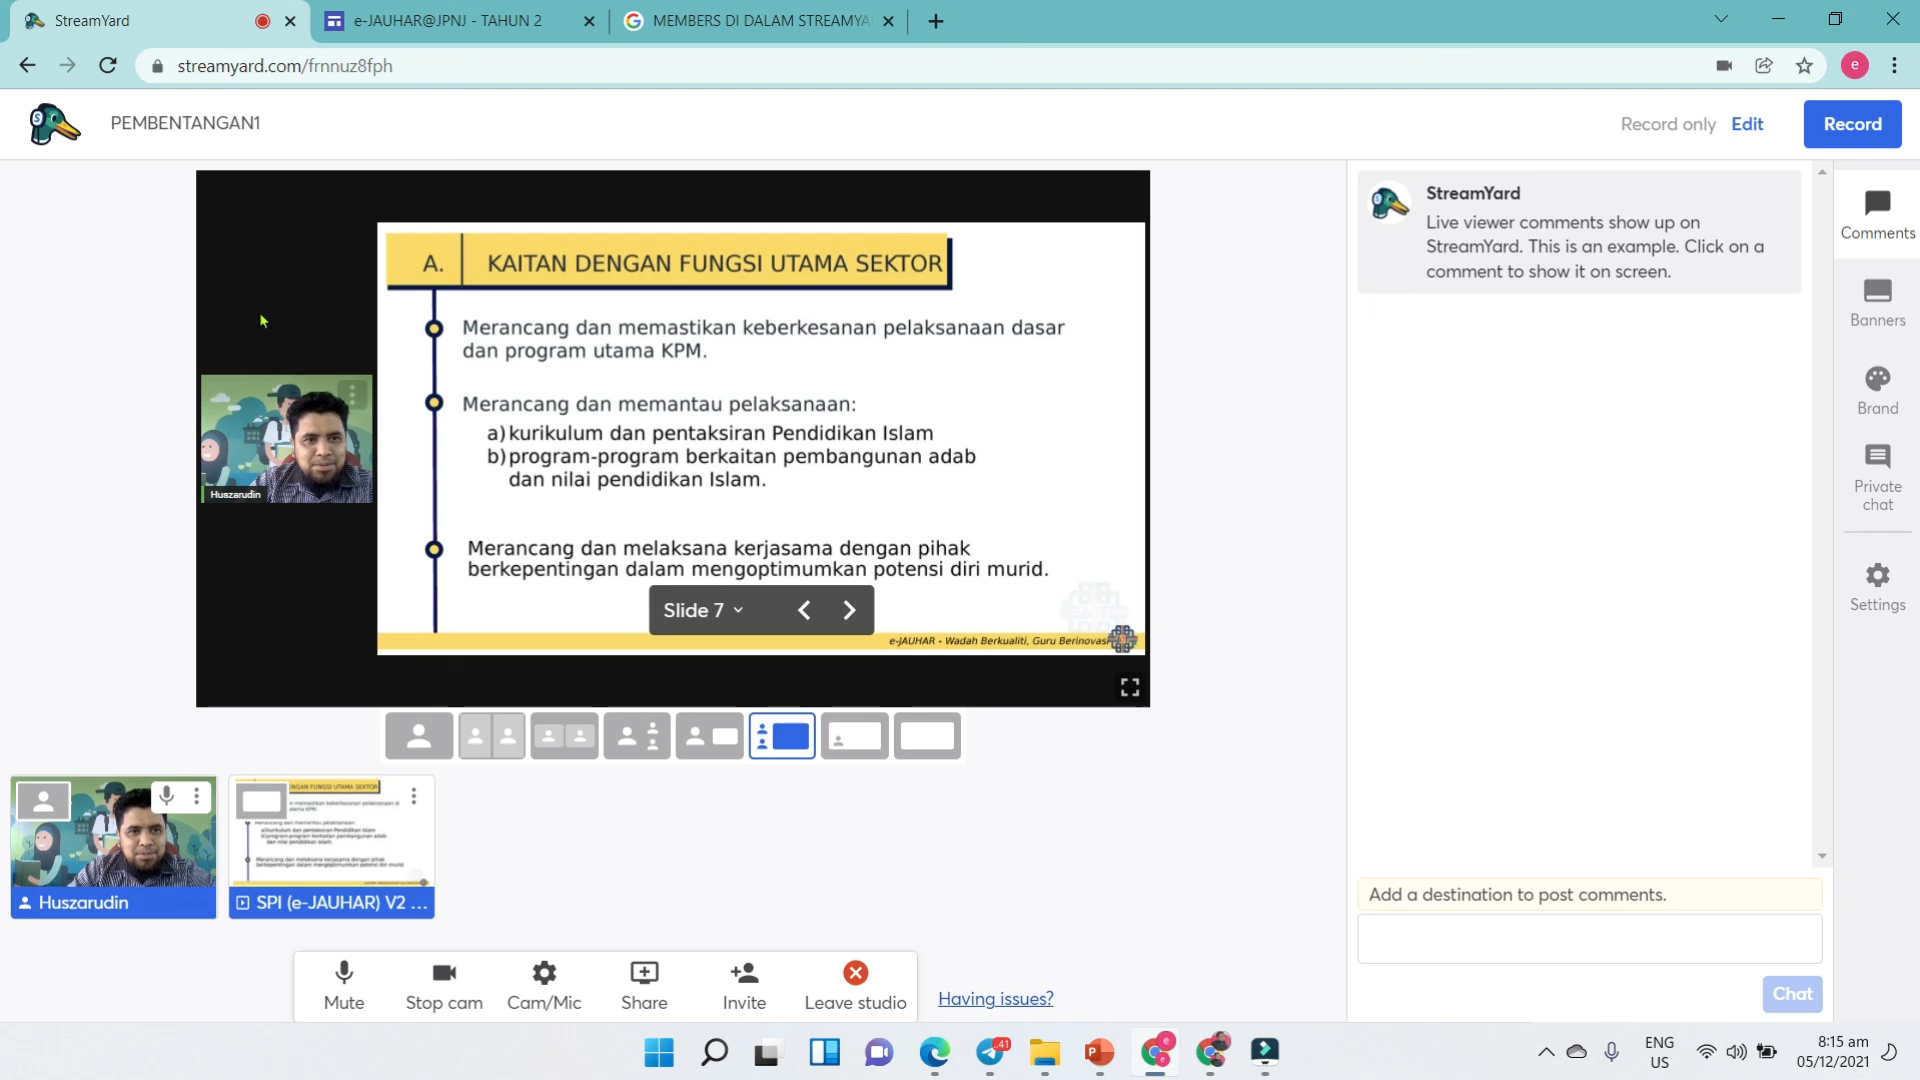 StreamYard
e-JAUHAR@JPNJ - TAHUN 2
MEMBERS DI DALAM STREAMYA
streamyard.com/frnnuz8fph
e
PEMBENTANGAN1
Record only
Edit
Record
A.
KAITAN DENGAN FUNGSI UTAMA SEKTOR
Merancang dan memastikan keberkesanan pelaksanaan dasar
dan program utama KPM.
Merancang dan memantau pelaksanaan:
a) kurikulum dan pentaksiran Pendidikan Islam
b) program-program berkaitan pembangunan adab
dan nilai pendidikan Islam.
Merancang dan melaksana kerjasama dengan pihak
berkepentingan dalam mengoptimumkan potensi diri murid.
Slide 7
e-JAUHAR - Wadah Berkualiti, Guru Berinovasi
Huszarudin
StreamYard
Live viewer comments show up on
StreamYard. This is an example. Click on a
comment to show it on screen.
Comments
Banners
Brand
Private
chat
Settings
Huszarudin
SPI (e-JAUHAR) V2 ...
Add a destination to post comments.
Chat
Mute
Stop cam
Cam/Mic
Share
Invite
Leave studio
Having issues?
41
ENG
US
8:15 am
05/12/2021